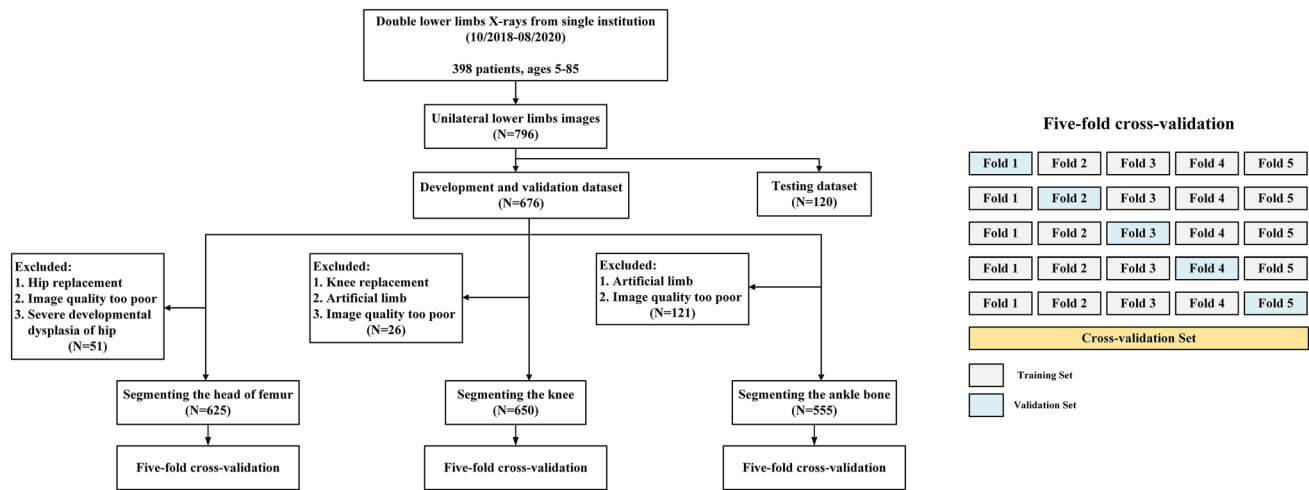 Double lower limbs X-rays from single institution
(10/2018-08/2020)
398 patients, ages 5-85
Unilateral lower limbs images
(N=796)
Development and validation dataset
(N=676)
Testing dataset
(N=120)
Excluded:
1. Hip replacement
2. Image quality too poor
3. Severe developmental
dysplasia of hip
(N=51)
Excluded:
1. Knee replacement
2. Artificial limb
3. Image quality too poor
(N=26)
Excluded:
1. Artificial limb
2. Image quality too poor
(N=121)
Segmenting the head of femur
(N=625)
Segmenting the knee
(N=650)
Segmenting the ankle bone
(N=555)
Five-fold cross-validation
Five-fold cross-validation
Five-fold cross-validation
Five-fold cross-validation
Fold 1 Fold 2 Fold 3 Fold 4 Fold 5
Fold 1 Fold 2 Fold 3 Fold 4 Fold 5
Fold 1 Fold 2 Fold 3 Fold 4 Fold 5
Fold 1 Fold 2 Fold 3 Fold 4 Fold 5
Fold 1 Fold 2 Fold 3 Fold 4 Fold 5
Cross-validation Set
Training Set
Validation Set